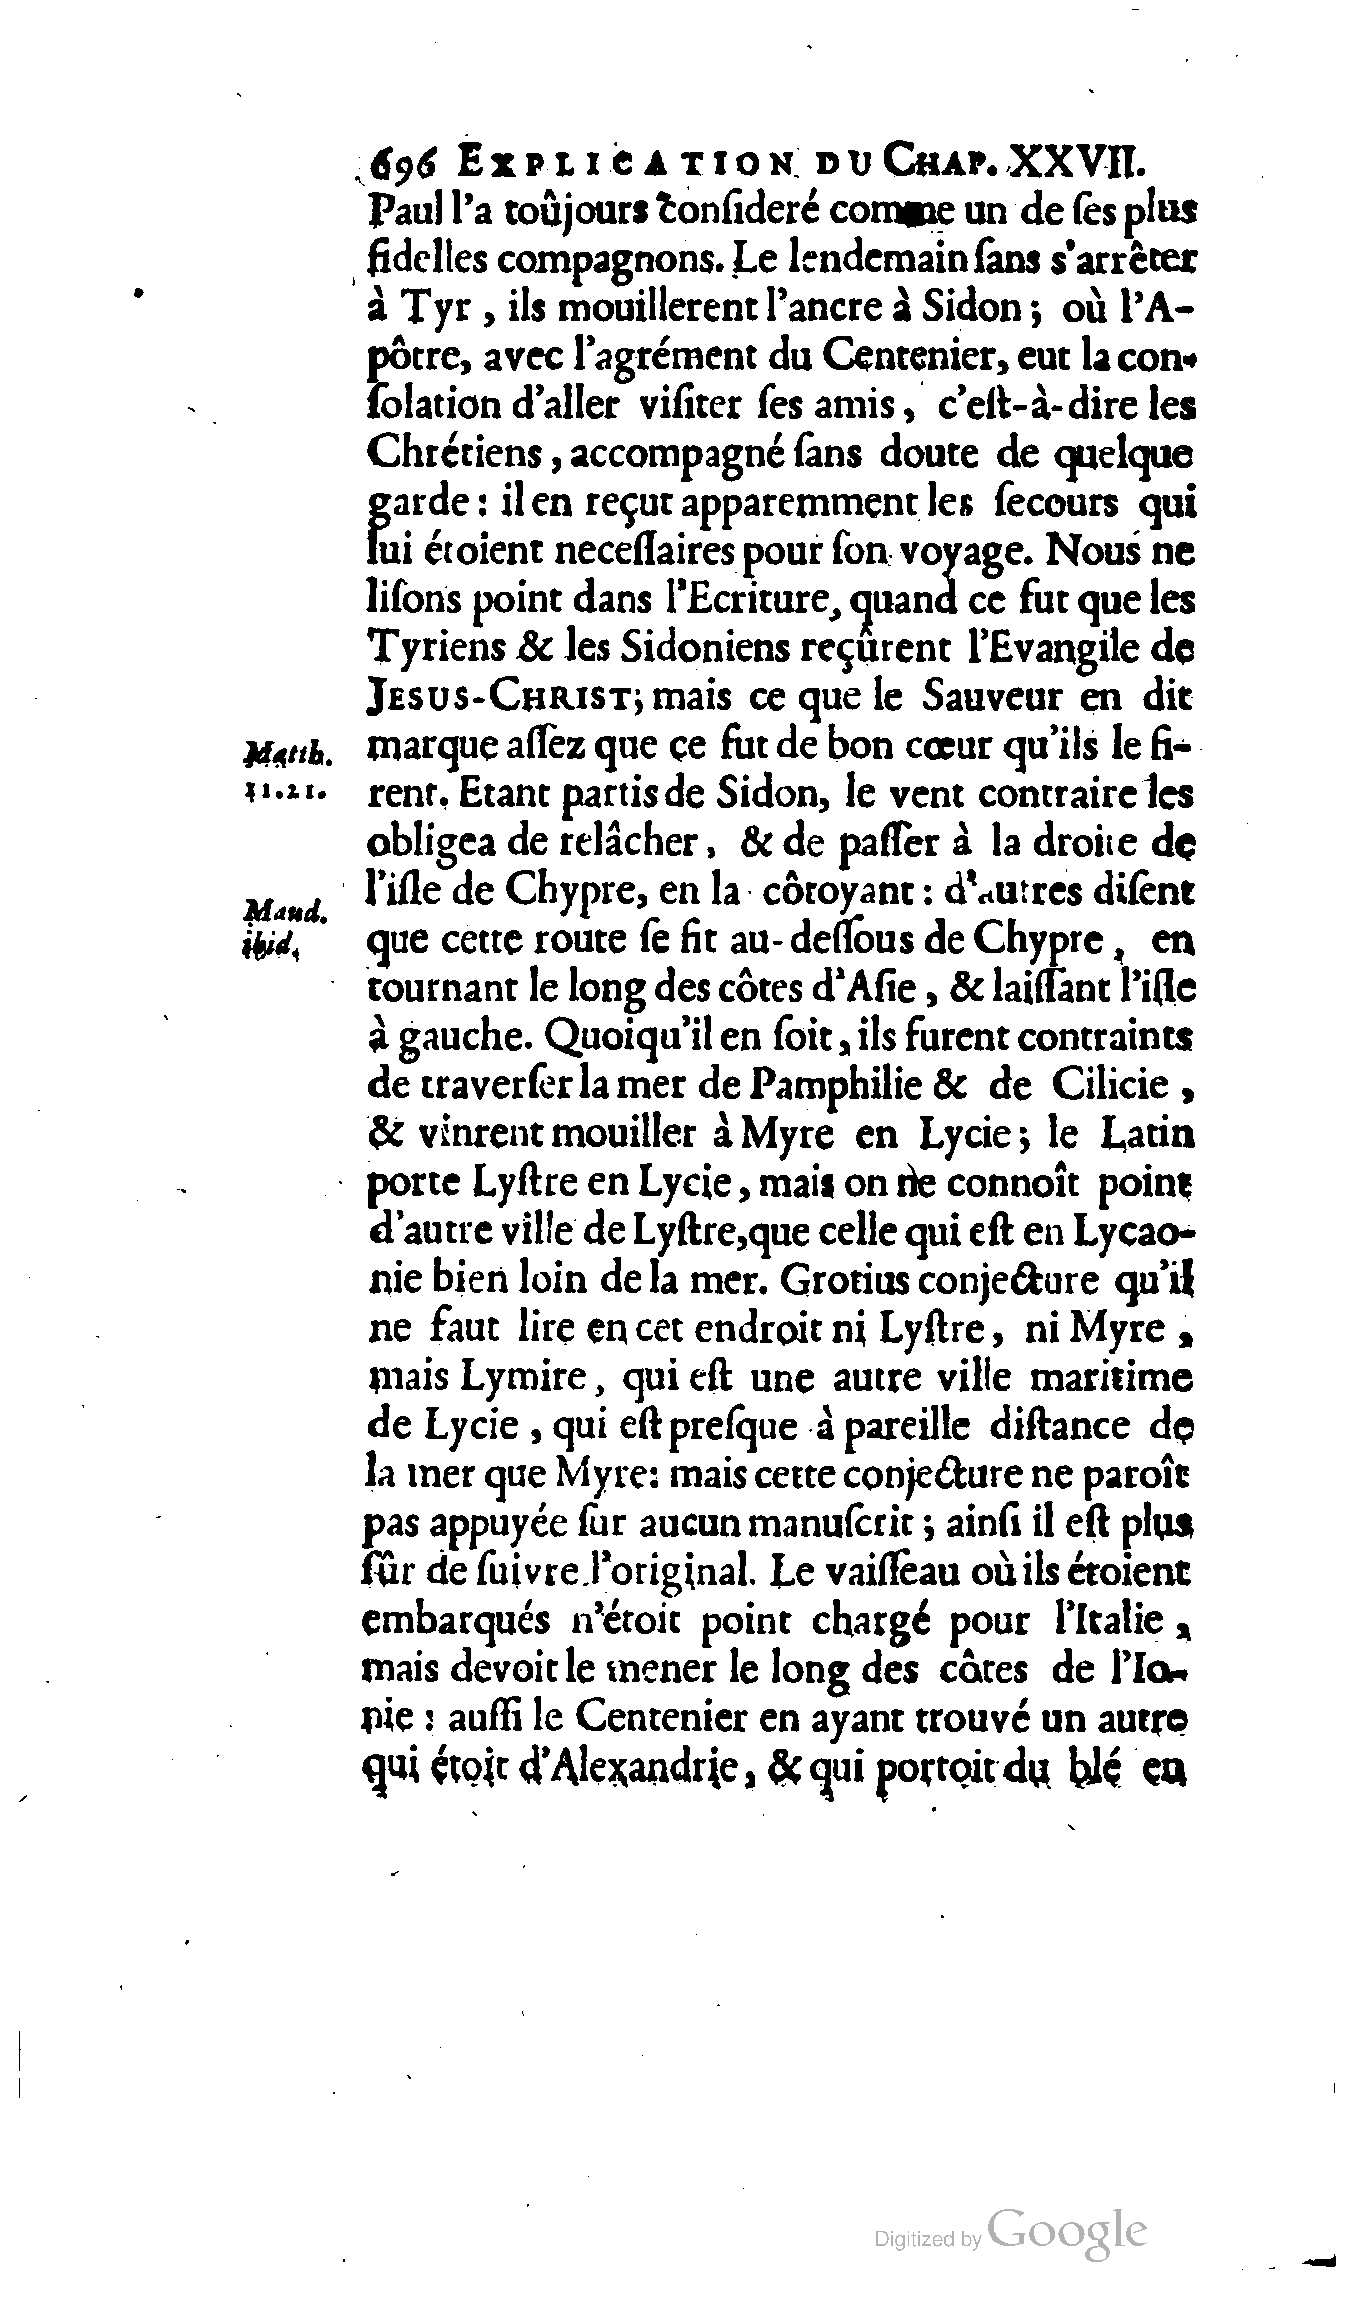 696 EXPLICATION DU CHAP. XXVII.
Paul l'a toûjours conſideré comme un de ſes plus
fidelles compagnons. Le lendemain ſans s'arrêter
à Tyr, ils mouillerent l'ancre à Sidon; où l'A-
pôtre, avec l'agrément du Centenier, eut la con-
ſolation d'aller viſiter ſes amis, c'eſt-à-dire les
Chrétiens, accompagné ſans doute de quelque
garde: il en reçut apparemment les ſecours qui
lui étoient neceſſaires pour ſon voyage. Nous ne
liſons point dans l'Ecriture, quand ce fut que les
Tyriens & les Sidoniens reçûrent l'Evangile de
JESUS-CHRIST; mais ce que le Sauveur en dit
Matth. marque aſſez que ce fut de bon cœur qu'ils le fi-
11.21. rent. Etant partis de Sidon, le vent contraire les
obligea de relâcher, & de paſſer à la droite de
l'iſle de Chypre, en la côtoyant: d'autres diſent
Maud.
ibid. que cette route ſe fit au-deſſous de Chypre, en
tournant le long des côtes d'Aſie, & laiſſant l'iſle
à gauche. Quoiqu'il en ſoit, ils furent contraints
de traverſer la mer de Pamphilie & de Cilicie,
& vinrent mouiller à Myre en Lycie; le Latin
porte Lyſtre en Lycie, mais on ne connoît point
d'autre ville de Lyſtre, que celle qui eſt en Lycao-
nie bien loin de la mer. Grotius conjecture qu'il
ne faut lire en cet endroit ni Lyſtre, ni Myre,
mais Lymire, qui eſt une autre ville maritime
de Lycie, qui eſt preſque à pareille diſtance de
la mer que Myre: mais cette conjecture ne paroît
pas appuyée ſur aucun manuſcrit; ainſi il eſt plus
ſûr de ſuivre l'original. Le vaiſſeau où ils étoient
embarqués n'étoit point chargé pour l'Italie,
mais devoit le mener le long des côtes de l'Io-
nie: auſſi le Centenier en ayant trouvé un autre
qui étoit d'Alexandrie, & qui portoit du blé en
Digitized by Google